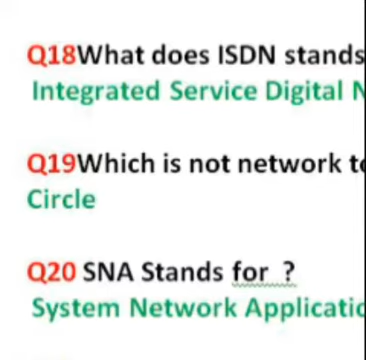 Q18What does ISDN stands
Integrated Service Digital
Q19Which is not network
Circle
Q20 SNA Stands for ?
System Network